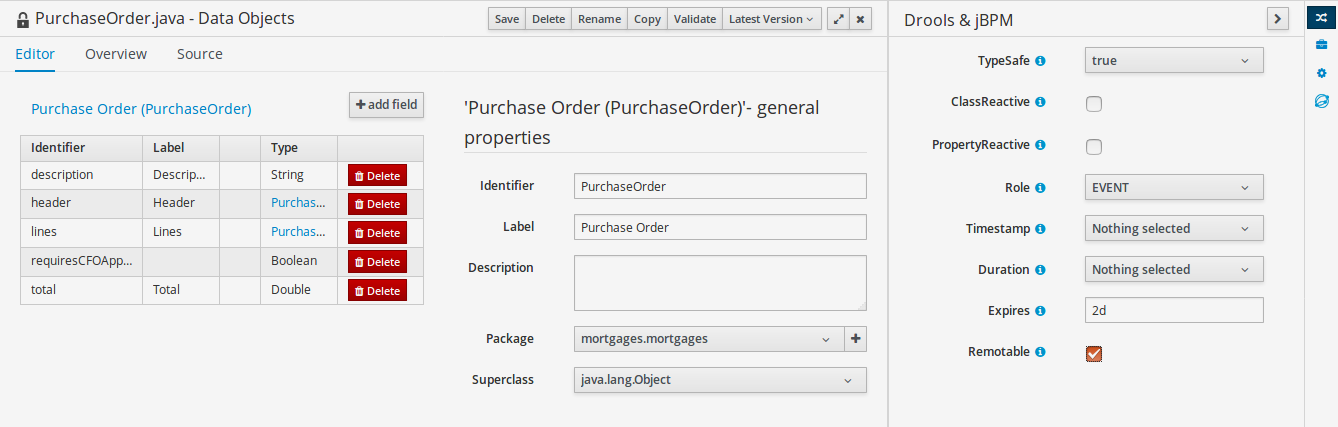 PurchaseOrder.java - Data Objects
Save Delete Rename Copy Validate Latest Version
Editor Overview Source
Purchase Order (PurchaseOrder)
add field
Identifier Label Type
description Descrip... String Delete
header Header Purchas... Delete
lines Lines Purchas... Delete
requiresCFOApp... Boolean Delete
total Total Double Delete
'Purchase Order (PurchaseOrder)'- general
properties
Identifier PurchaseOrder
Label Purchase Order
Description
Package mortgages.mortgages
Superclass java.lang.Object
Drools & jBPM
TypeSafe true
ClassReactive
PropertyReactive
Role EVENT
Timestamp Nothing selected
Duration Nothing selected
Expires 2d
Remotable